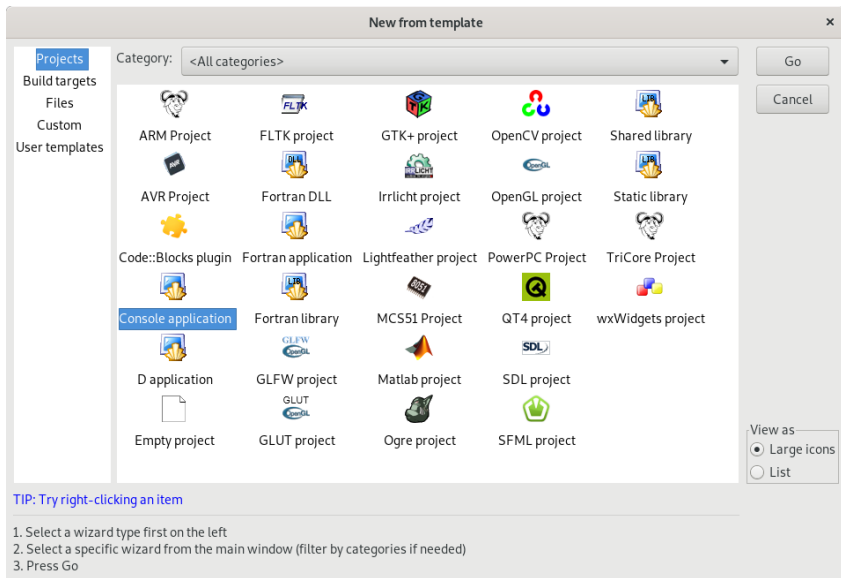 New from template
×
Projects
Build targets
Files
Custom
User templates
Category:
<All categories>
Go
Cancel
ARM Project
FLTK project
GTK+ project
OpenCV project
Shared library
AVR Project
Fortran DLL
Irrlicht project
OpenGL project
Static library
Code::Blocks plugin
Fortran application
Lightfeather project
PowerPC Project
TriCore Project
Console application
Fortran library
MCS51 Project
QT4 project
wxWidgets project
D application
GLFW project
Matlab project
SDL project
Empty project
GLUT project
Ogre project
SFML project
View as
Large icons
List
TIP: Try right-clicking an item
1. Select a wizard type first on the left
2. Select a specific wizard from the main window (filter by categories if needed)
3. Press Go